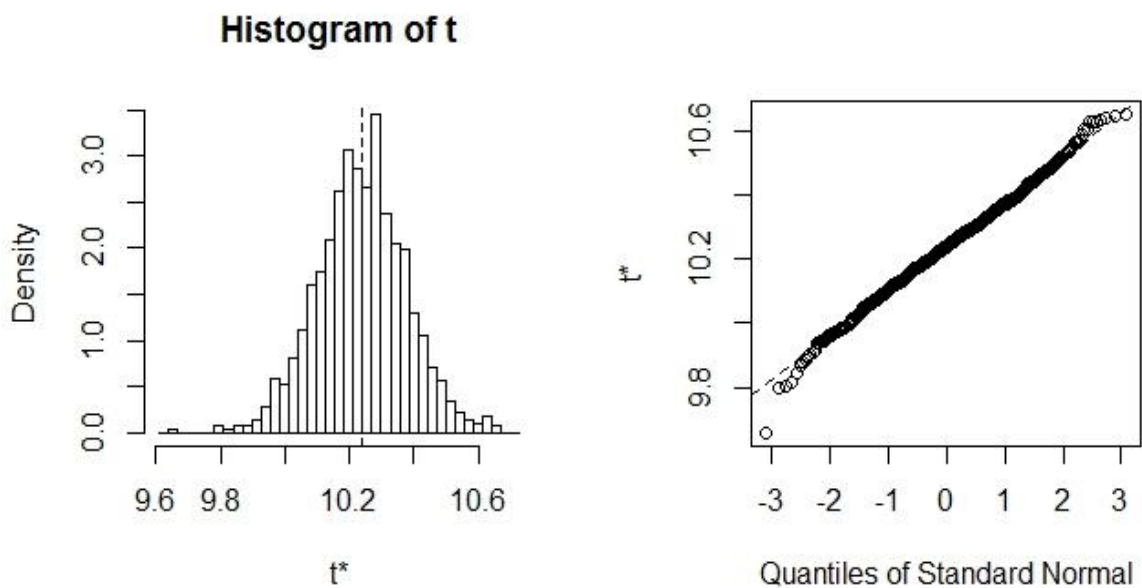 Histogram of t
Density
0.0
1.0
2.0
3.0
9.6 9.8 10.2 10.6
t*
t*
9.8
10.2
10.6
-3 -2 -1 0 1 2 3
Quantiles of Standard Normal